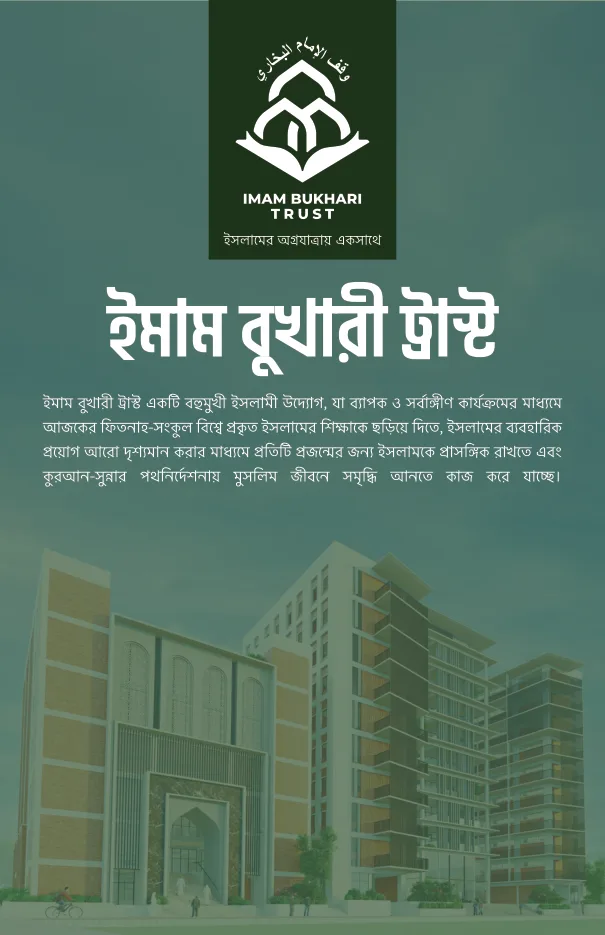 وقف الإمام البخاري
IMAM BUKHARI
TRUST
ইসলামের অগ্রযাত্রায় একসাথে
ইমাম বুখারী ট্রাস্ট
ইমাম বুখারী ট্রাস্ট একটি বহুমুখী ইসলামী উদ্যোগ, যা ব্যাপক ও সর্বাঙ্গীণ কার্যক্রমের মাধ্যমে
আজকের ফিতনাহ-সংকুল বিশ্বে প্রকৃত ইসলামের শিক্ষাকে ছড়িয়ে দিতে, ইসলামের ব্যবহারিক
প্রয়োগ আরো দৃশ্যমান করার মাধ্যমে প্রতিটি প্রজন্মের জন্য ইসলামকে প্রাসঙ্গিক রাখতে এবং
কুরআন-সুন্নার পথনির্দেশনায় মুসলিম জীবনে সমৃদ্ধি আনতে কাজ করে যাচ্ছে।